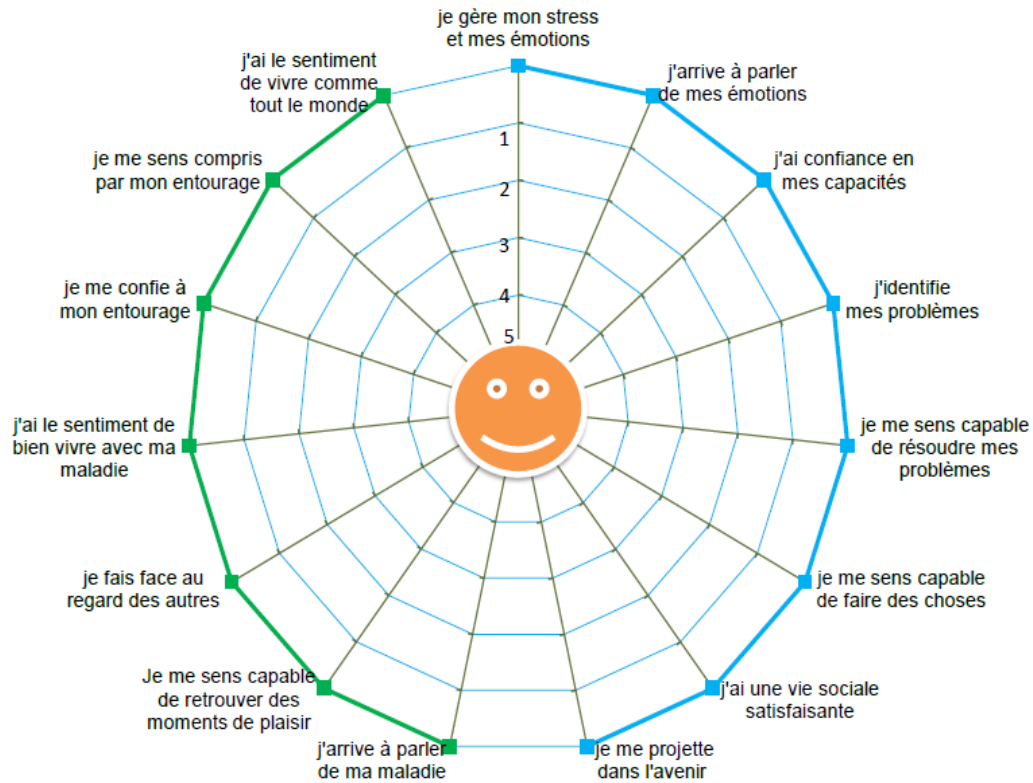 je gère mon stress
et mes émotions
j'arrive à parler
de mes émotions
j'ai confiance en
mes capacités
j'identifie
mes problèmes
je me sens capable
de résoudre mes
problèmes
je me sens capable
de faire des choses
j'ai une vie sociale
satisfaisante
je me projette
dans l'avenir
j'arrive à parler
de ma maladie
Je me sens capable
de retrouver des
moments de plaisir
je fais face au
regard des autres
j'ai le sentiment de
bien vivre avec ma
maladie
je me confie à
mon entourage
je me sens compris
par mon entourage
j'ai le sentiment
de vivre comme
tout le monde
1
2
3
4
5